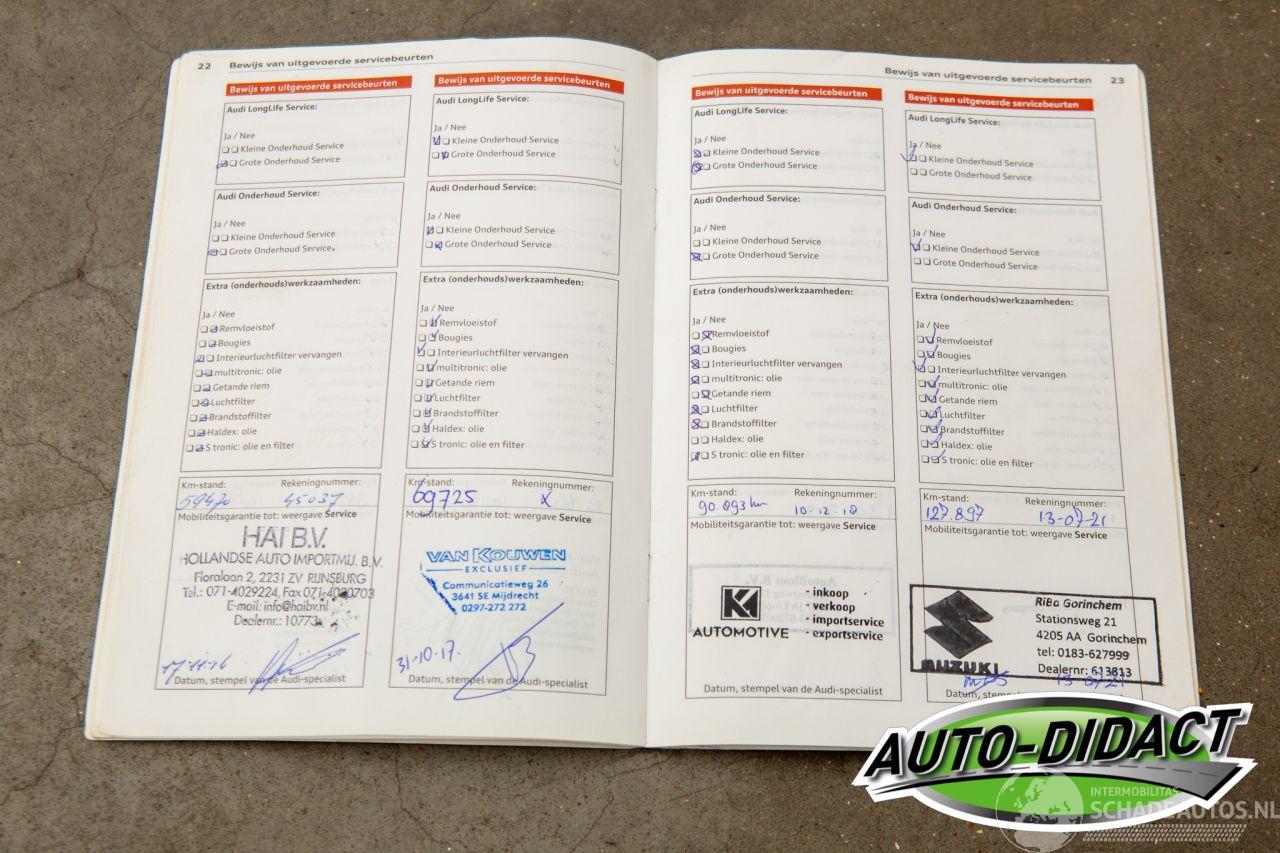 22 Bewijs van uitgevoerde servicebeurten
Bewijs van uitgevoerde servicebeurten
Audi LongLife Service:
Ja / Nee
Kleine Onderhoud Service
Grote Onderhoud Service
Audi Onderhoud Service:
Ja / Nee
Kleine Onderhoud Service
Grote Onderhoud Service
Extra (onderhouds)werkzaamheden:
Ja / Nee
Remvloeistof
Bougies
Interieurluchtfilter vervangen
multitronic: olie
Getande riem
Luchtfilter
Brandstoffilter
Haldex: olie
S tronic: olie en filter
Km-stand: Rekeningnummer:
59470 45037
Mobiliteitsgarantie tot: weergave Service
HAI B.V.
HOLLANDSE AUTO IMPORTMIJ. B.V.
Floralaan 2, 2231 ZV RIJNSBURG
Tel.: 071-4029224, Fax 071-4020703
E-mail: info@haibv.nl
Dealernr.: 10773
17-11-16
Datum, stempel van de Audi-specialist
Bewijs van uitgevoerde servicebeurten
Audi LongLife Service:
Ja / Nee
Kleine Onderhoud Service
Grote Onderhoud Service
Audi Onderhoud Service:
Ja / Nee
Kleine Onderhoud Service
Grote Onderhoud Service
Extra (onderhouds)werkzaamheden:
Ja / Nee
Remvloeistof
Bougies
Interieurluchtfilter vervangen
multitronic: olie
Getande riem
Luchtfilter
Brandstoffilter
Haldex: olie
S tronic: olie en filter
Km-stand: Rekeningnummer:
69725 X
Mobiliteitsgarantie tot: weergave Service
VAN KOUWEN
EXCLUSIEF
Communicatieweg 26
3641 SE Mijdrecht
0297-272 272
31-10-17.
Datum, stempel van de Audi-specialist
Bewijs van uitgevoerde servicebeurten 23
Bewijs van uitgevoerde servicebeurten
Audi LongLife Service:
Ja / Nee
Kleine Onderhoud Service
Grote Onderhoud Service
Audi Onderhoud Service:
Ja / Nee
Kleine Onderhoud Service
Grote Onderhoud Service
Extra (onderhouds)werkzaamheden:
Ja / Nee
Remvloeistof
Bougies
Interieurluchtfilter vervangen
multitronic: olie
Getande riem
Luchtfilter
Brandstoffilter
Haldex: olie
S tronic: olie en filter
Km-stand: Rekeningnummer:
90.893 km 10-12-18
Mobiliteitsgarantie tot: weergave Service
AUTOMOTIVE
- inkoop
- verkoop
- importservice
- exportservice
Datum, stempel van de Audi-specialist
Bewijs van uitgevoerde servicebeurten
Audi LongLife Service:
Ja / Nee
Kleine Onderhoud Service
Grote Onderhoud Service
Audi Onderhoud Service:
Ja / Nee
Kleine Onderhoud Service
Grote Onderhoud Service
Extra (onderhouds)werkzaamheden:
Ja / Nee
Remvloeistof
Bougies
Interieurluchtfilter vervangen
multitronic: olie
Getande riem
Luchtfilter
Brandstoffilter
Haldex: olie
S tronic: olie en filter
Km-stand: Rekeningnummer:
127.897 13-07-21
Mobiliteitsgarantie tot: weergave Service
SUZUKI
RiBo Gorinchem
Stationsweg 21
4205 AA Gorinchem
tel: 0183-627999
Dealernr: 613813
Datum,
AUTO-DIDACT
INTERMOBILITAS
SCHADEAUTOS.NL